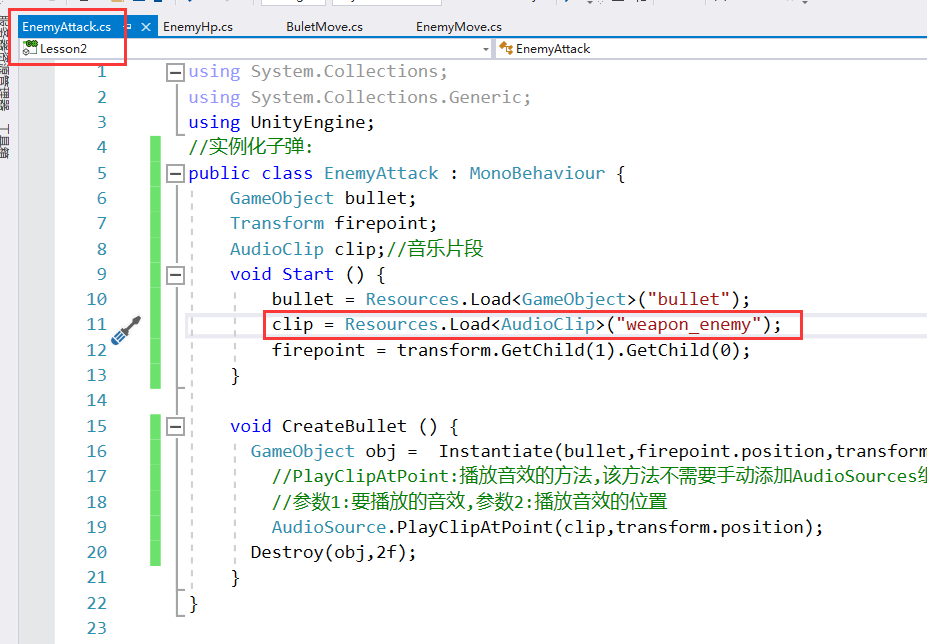 EnemyAttack.cs
EnemyHp.cs
BuletMove.cs
EnemyMove.cs
Lesson2
EnemyAttack
1 using System.Collections;
2 using System.Collections.Generic;
3 using UnityEngine;
4 //实例化子弹:
5 public class EnemyAttack : MonoBehaviour {
6 GameObject bullet;
7 Transform firepoint;
8 AudioClip clip;//音乐片段
9 void Start () {
10 bullet = Resources.Load<GameObject>("bullet");
11 clip = Resources.Load<AudioClip>("weapon_enemy");
12 firepoint = transform.GetChild(1).GetChild(0);
13 }
14
15 void CreateBullet () {
16 GameObject obj = Instantiate(bullet,firepoint.position,transform
17 //PlayClipAtPoint:播放音效的方法,该方法不需要手动添加AudioSources组
18 //参数1:要播放的音效,参数2:播放音效的位置
19 AudioSource.PlayClipAtPoint(clip,transform.position);
20 Destroy(obj,2f);
21 }
22 }
23
工具箱